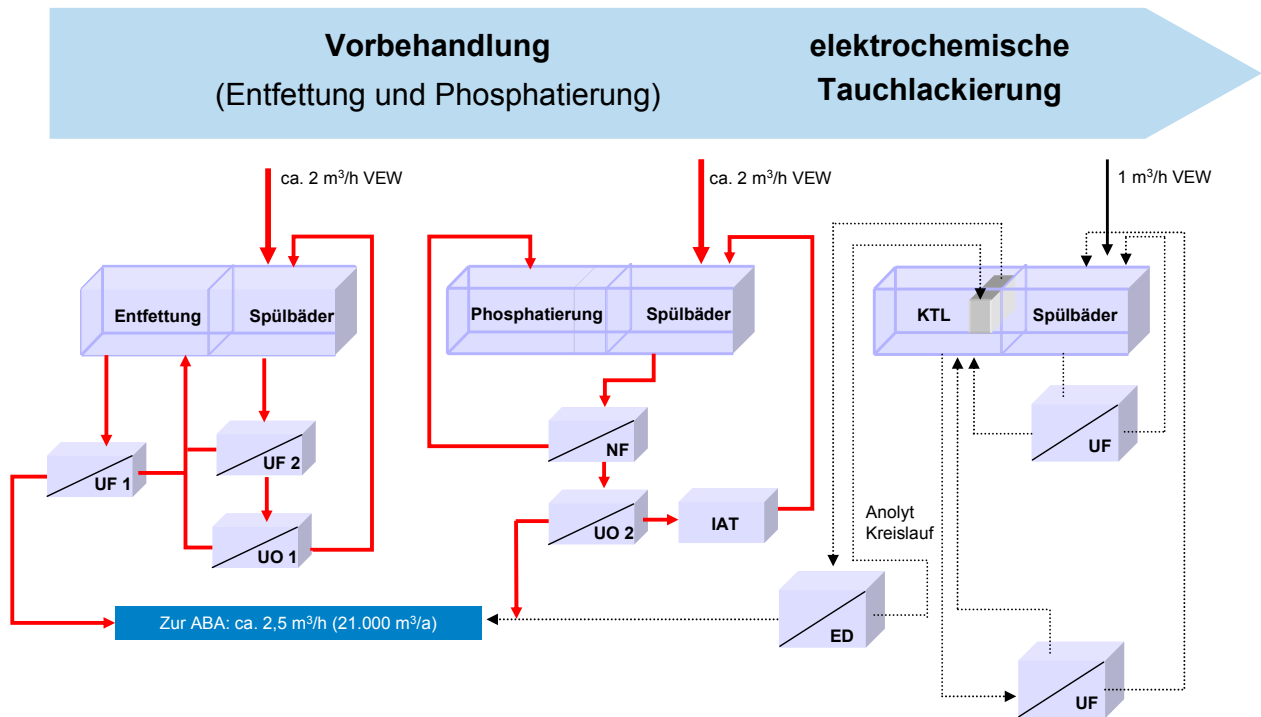 Vorbehandlung
(Entfettung und Phosphatierung)
elektrochemische
Tauchlackierung
ca. 2 m³/h VEW
ca. 2 m³/h VEW
1 m³/h VEW
Entfettung
Spülbäder
Phosphatierung
Spülbäder
KTL
Spülbäder
UF 1
UF 2
UO 1
NF
UO 2
IAT
UF
Anolyt
Kreislauf
Zur ABA: ca. 2,5 m³/h (21.000 m³/a)
ED
UF